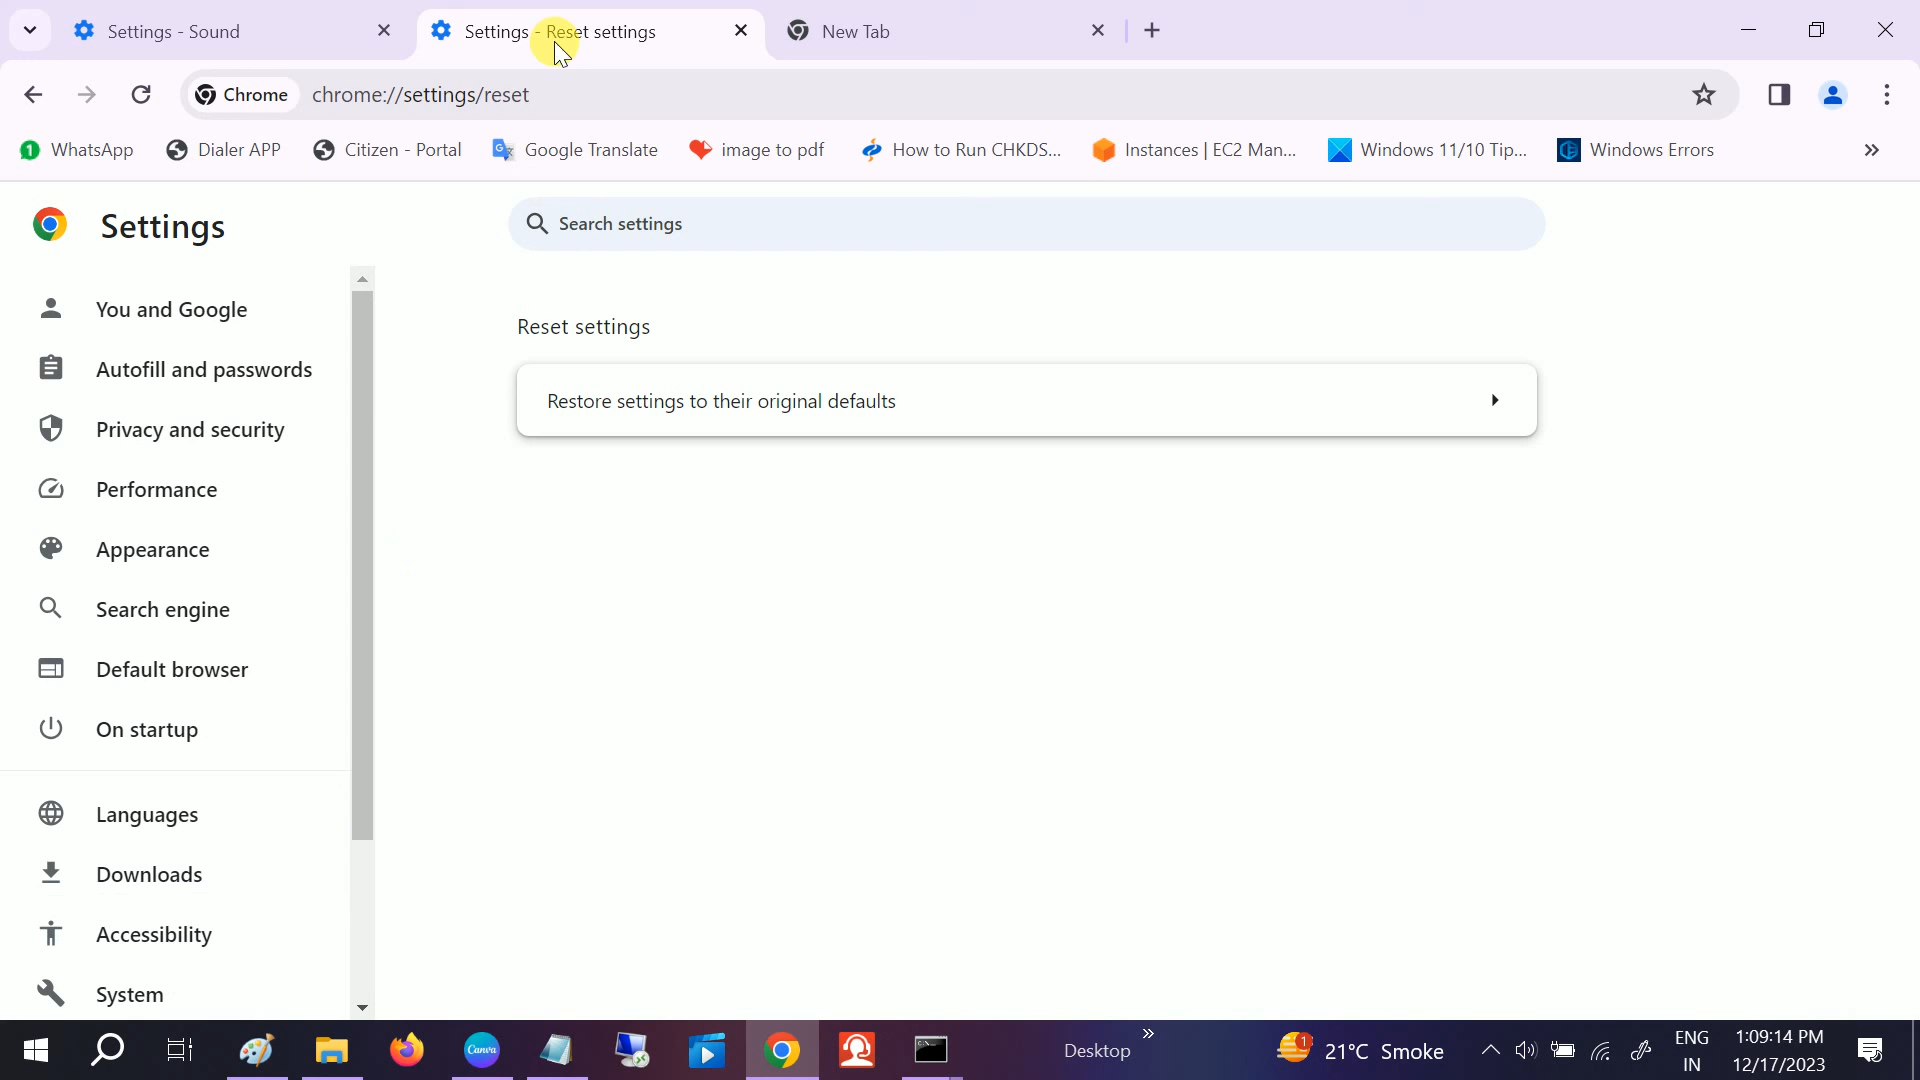 Settings - Sound
Settings - Reset settings
New Tab
Chrome
chrome://settings/reset
1
WhatsApp
Dialer APP
Citizen - Portal
Google Translate
image to pdf
How to Run CHKDS...
Instances | EC2 Man...
Windows 11/10 Tip...
Windows Errors
Settings
Search settings
You and Google
Autofill and passwords
Privacy and security
Performance
Appearance
Search engine
Default browser
On startup
Languages
Downloads
Accessibility
System
Reset settings
Restore settings to their original defaults
Canva
Desktop
1
21°C Smoke
ENG
IN
1:09:14 PM
12/17/2023